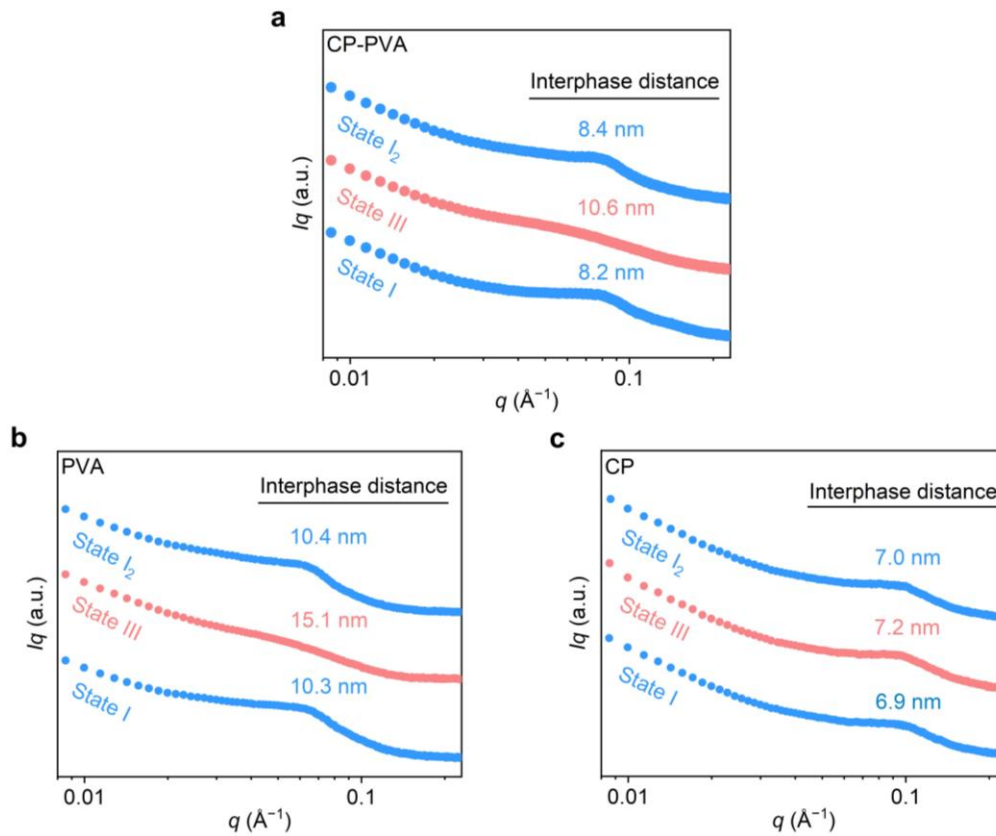 a
CP-PVA
Interphase distance
8.4 nm
State I₂
10.6 nm
State III
8.2 nm
State I
Iq (a.u.)
0.01
0.1
q (Å⁻¹)
b
PVA
Interphase distance
10.4 nm
State I₂
15.1 nm
State III
10.3 nm
State I
Iq (a.u.)
0.01
0.1
q (Å⁻¹)
c
CP
Interphase distance
7.0 nm
State I₂
7.2 nm
State III
6.9 nm
State I
Iq (a.u.)
0.01
0.1
q (Å⁻¹)